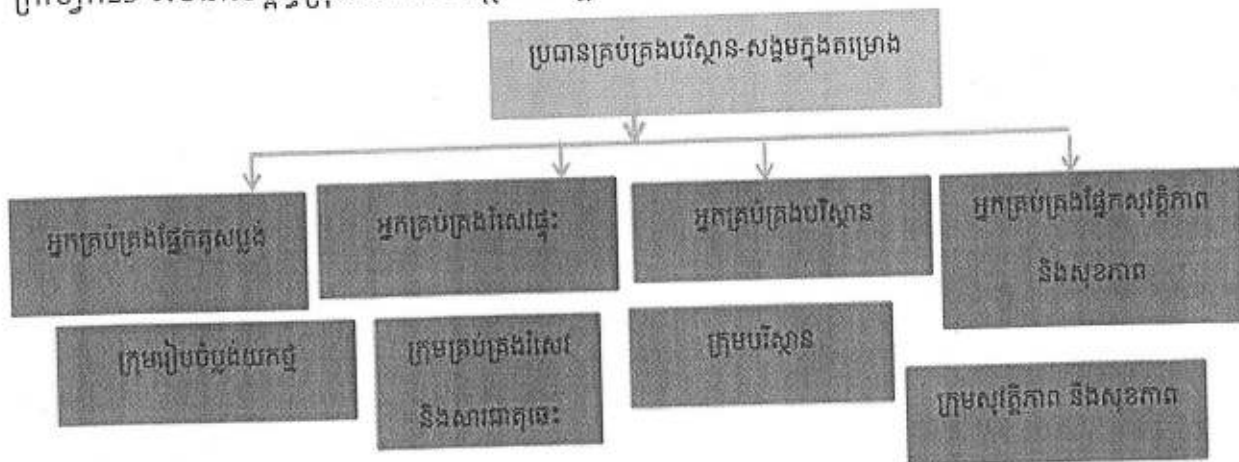 ប្រធានគ្រប់គ្រងបរិស្ថាន-សង្គមក្នុងគម្រោង
អ្នកគ្រប់គ្រងផ្នែកគូសប្លង់
អ្នកគ្រប់គ្រងរំសេវផ្ទុះ
អ្នកគ្រប់គ្រងបរិស្ថាន
អ្នកគ្រប់គ្រងផ្នែកសុវត្ថិភាព
និងសុខភាព
ក្រុមរៀបចំប្លង់យកថ្ម
ក្រុមគ្រប់គ្រងរំសេវ
និងសារធាតុឆេះ
ក្រុមបរិស្ថាន
ក្រុមសុវត្ថិភាព និងសុខភាព